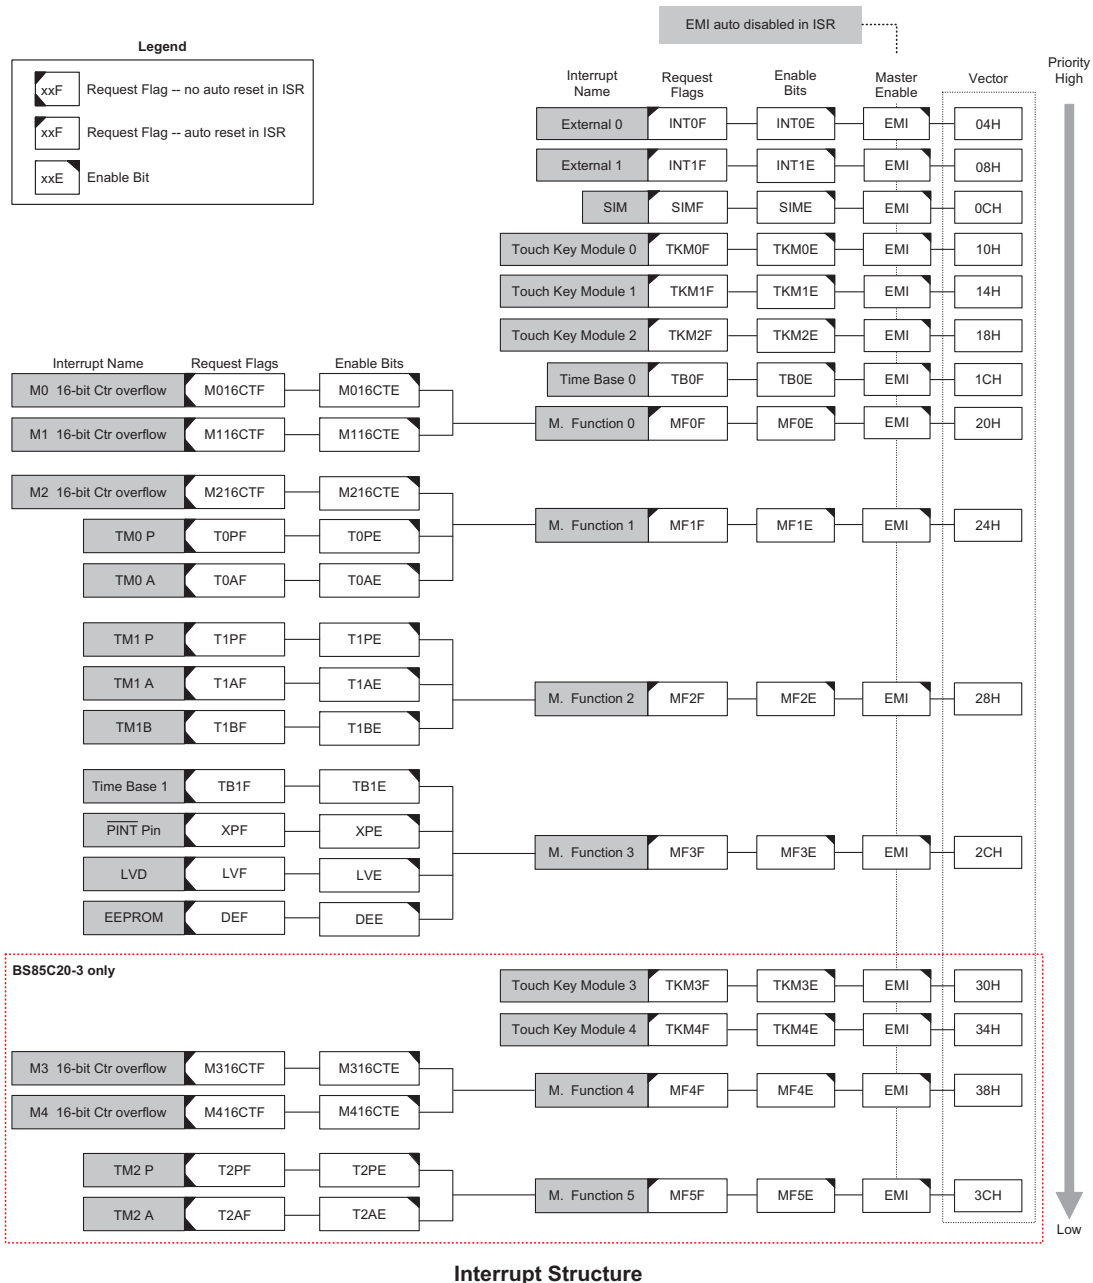 EMI auto disabled in ISR
Legend
xxF Request Flag -- no auto reset in ISR
xxF Request Flag -- auto reset in ISR
xxE Enable Bit
Priority
High
Interrupt
Name
Request
Flags
Enable
Bits
Master
Enable
Vector
External 0 INT0F INT0E EMI 04H
External 1 INT1F INT1E EMI 08H
SIM SIMF SIME EMI 0CH
Touch Key Module 0 TKM0F TKM0E EMI 10H
Touch Key Module 1 TKM1F TKM1E EMI 14H
Touch Key Module 2 TKM2F TKM2E EMI 18H
Time Base 0 TB0F TB0E EMI 1CH
Interrupt Name Request Flags Enable Bits
M0 16-bit Ctr overflow M016CTF M016CTE
M. Function 0 MF0F MF0E EMI 20H
M1 16-bit Ctr overflow M116CTF M116CTE
M2 16-bit Ctr overflow M216CTF M216CTE
M. Function 1 MF1F MF1E EMI 24H
TM0 P T0PF T0PE
TM0 A T0AF T0AE
TM1 P T1PF T1PE
TM1 A T1AF T1AE
M. Function 2 MF2F MF2E EMI 28H
TM1B T1BF T1BE
Time Base 1 TB1F TB1E
PINT Pin XPF XPE
M. Function 3 MF3F MF3E EMI 2CH
LVD LVF LVE
EEPROM DEF DEE
BS85C20-3 only
Touch Key Module 3 TKM3F TKM3E EMI 30H
Touch Key Module 4 TKM4F TKM4E EMI 34H
M3 16-bit Ctr overflow M316CTF M316CTE
M. Function 4 MF4F MF4E EMI 38H
M4 16-bit Ctr overflow M416CTF M416CTE
TM2 P T2PF T2PE
M. Function 5 MF5F MF5E EMI 3CH
TM2 A T2AF T2AE
Low
Interrupt Structure